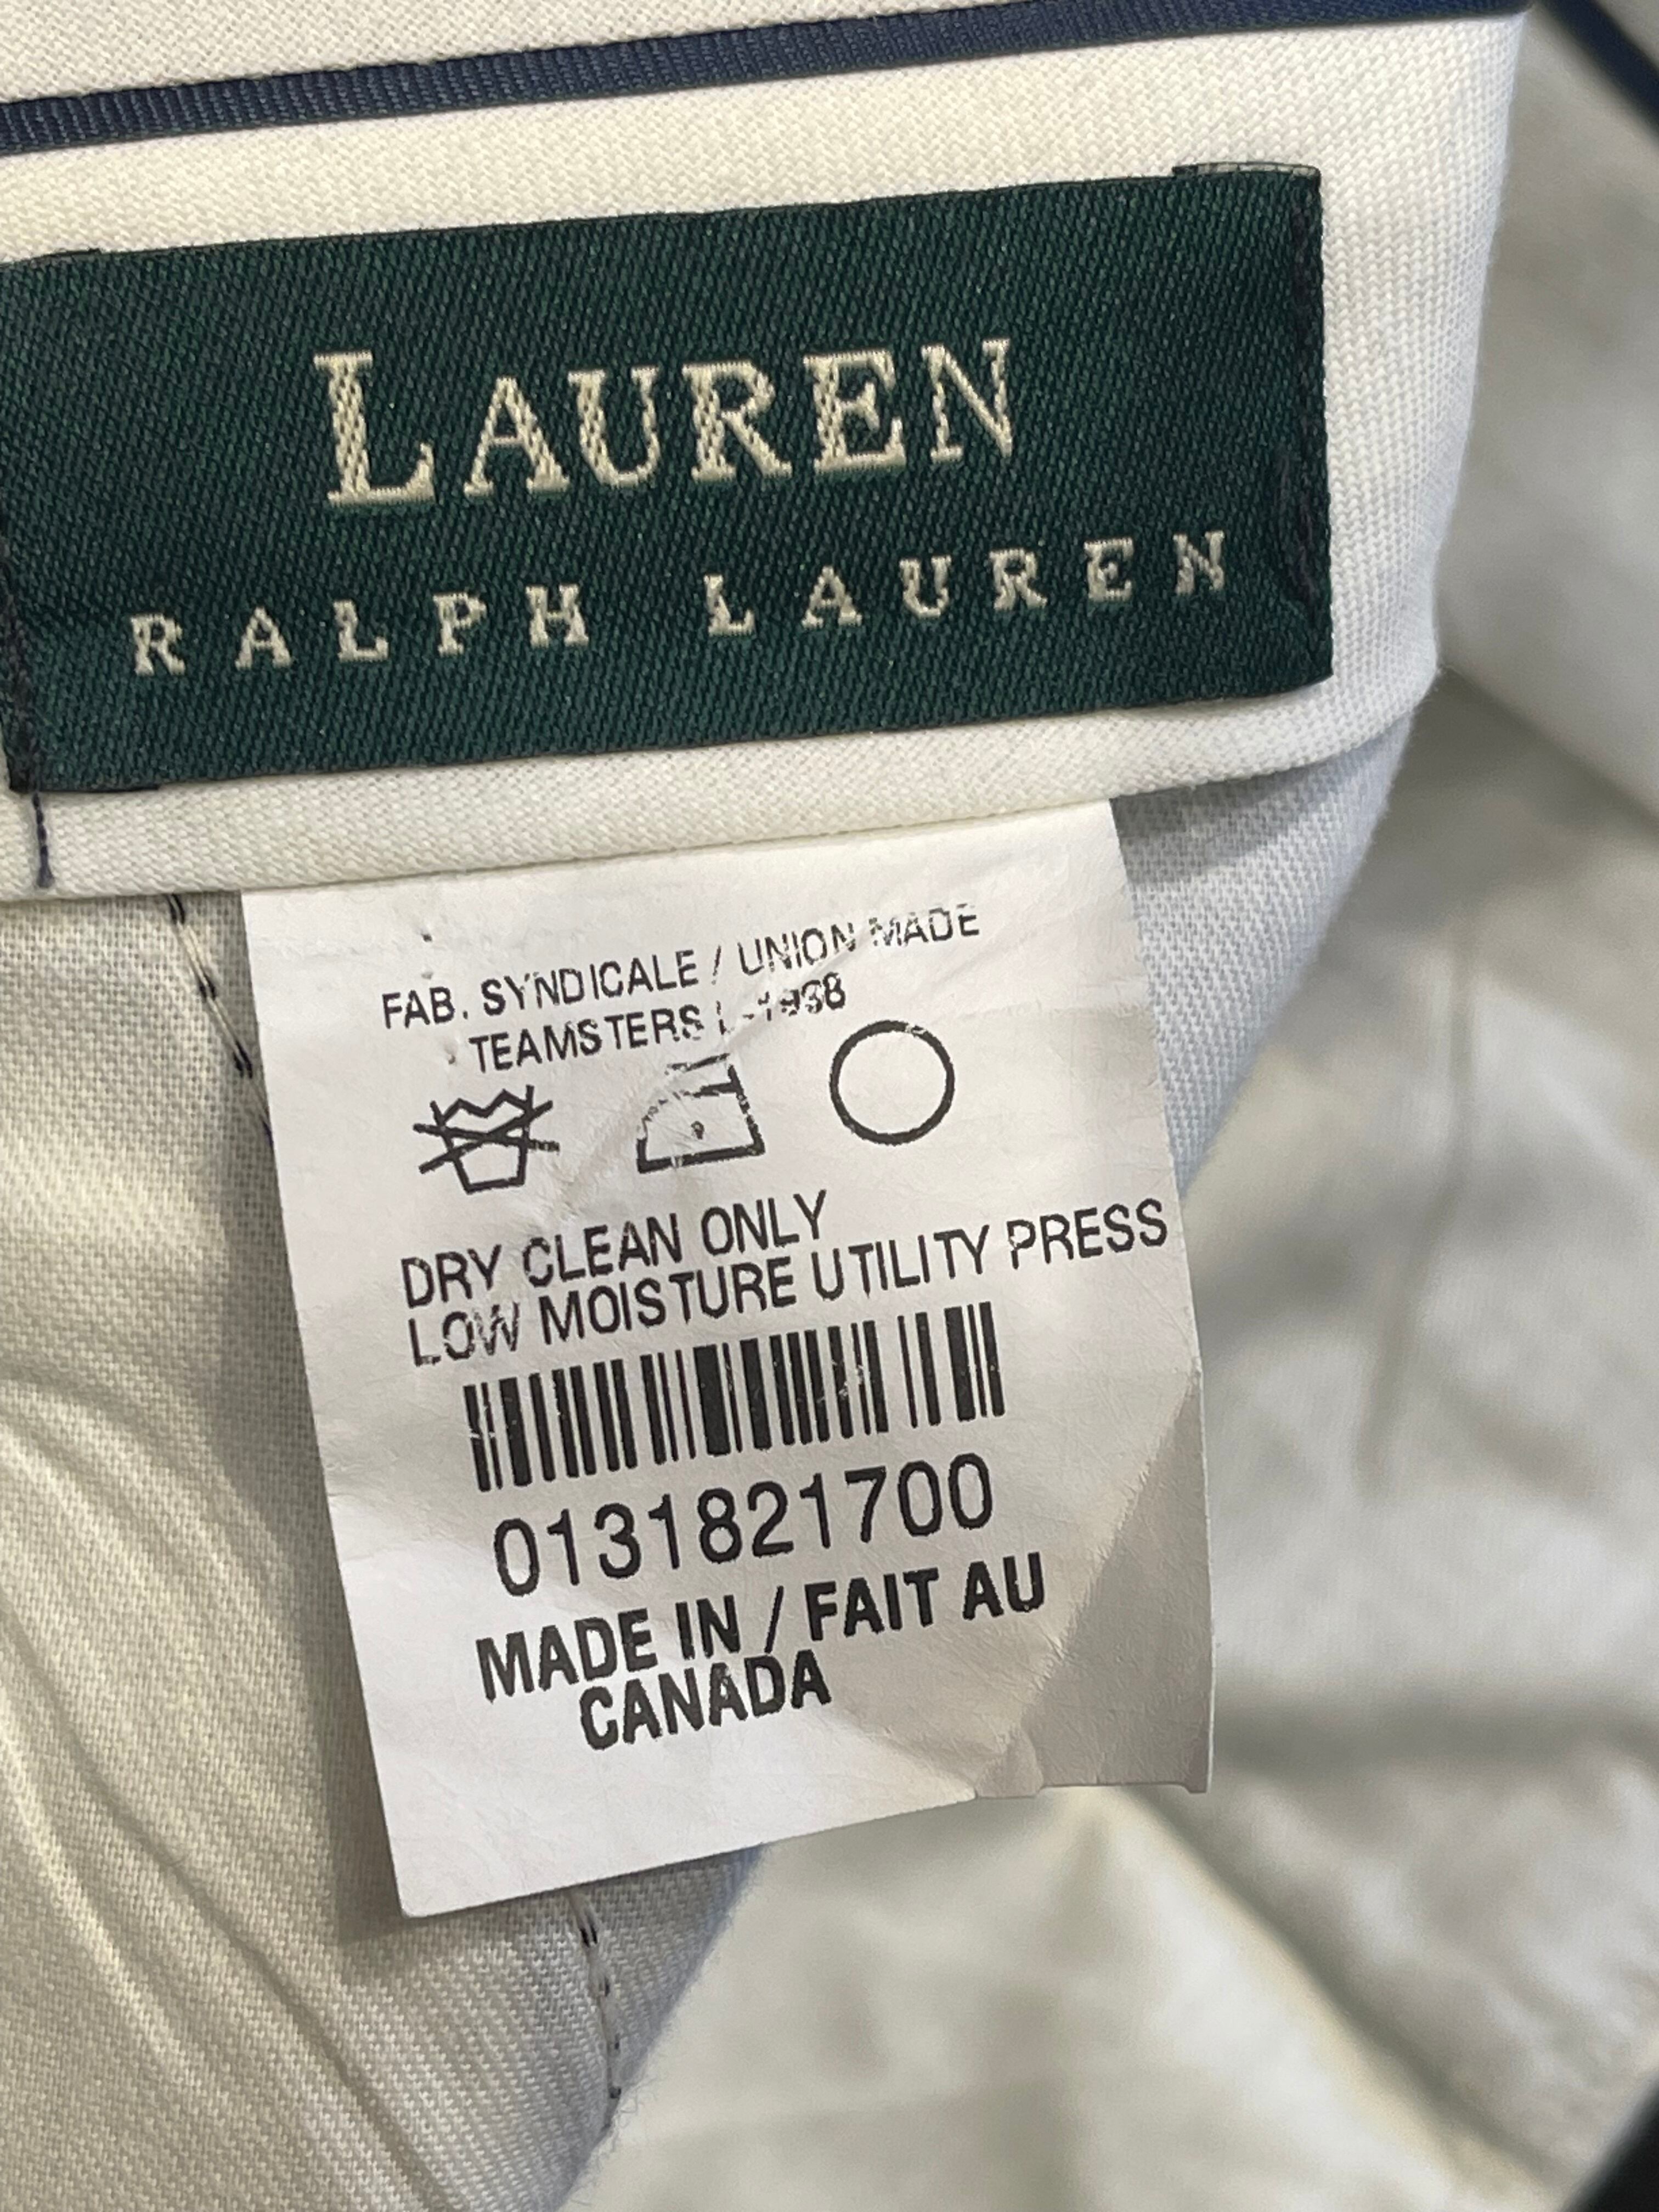 LAUREN
RALPH LAUREN
FAB. SYNDICALE / UNION MADE
TEAMSTERS
DRY CLEAN ONLY
LOW MOISTURE UTILITY PRESS
0131821700
MADE IN / FAIT AU
CANADA